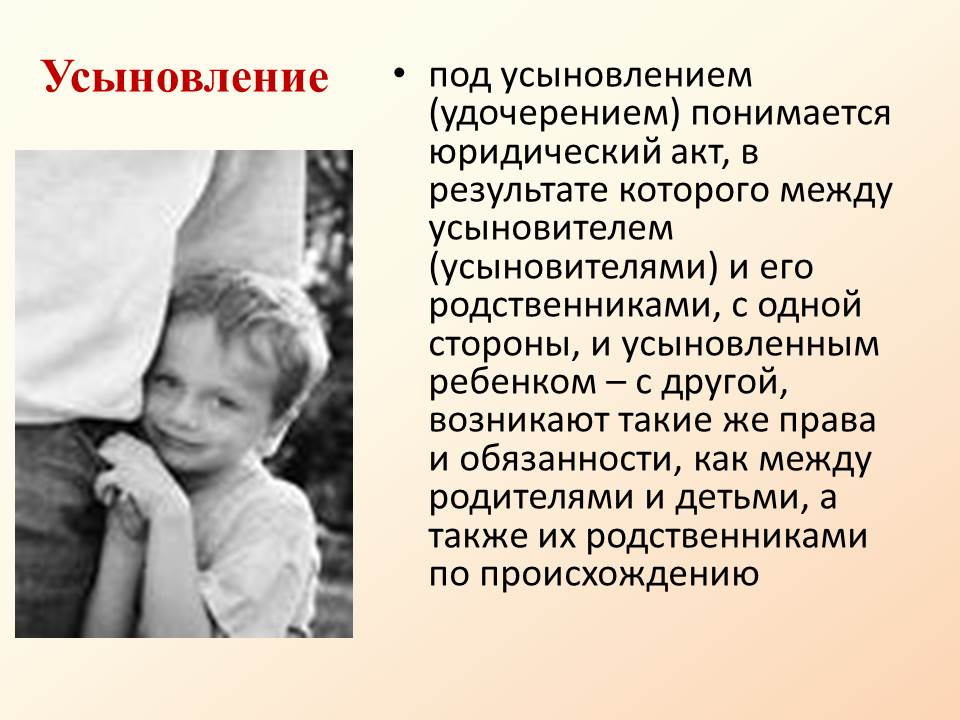 Усыновление
• под усыновлением
(удочерением) понимается
юридический акт, в
результате которого между
усыновителем
(усыновителями) и его
родственниками, с одной
стороны, и усыновленным
ребенком – с другой,
возникают такие же права
и обязанности, как между
родителями и детьми, а
также их родственниками
по происхождению